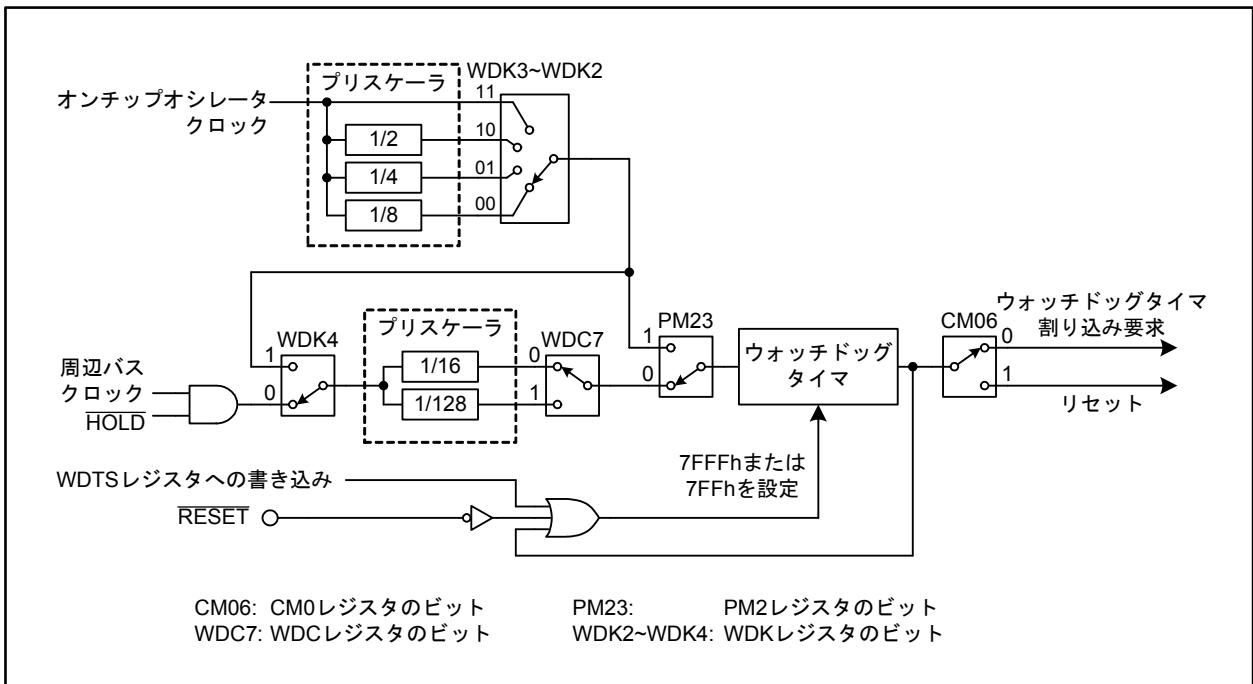 プリスケーラ
WDK3~WDK2
オンチップオシレータ
クロック
11
1/2
10
1/4
01
1/8
00
周辺バス
クロック
HOLD
1
0
WDK4
プリスケーラ
1/16
1/128
WDC7
0
1
PM23
1
0
ウォッチドッグ
タイマ
CM06
0
1
ウォッチドッグタイマ
割り込み要求
リセット
WDTSレジスタへの書き込み
RESET
7FFFhまたは
7FFhを設定
CM06: CM0レジスタのビット
PM23: PM2レジスタのビット
WDC7: WDCレジスタのビット
WDK2~WDK4: WDKレジスタのビット